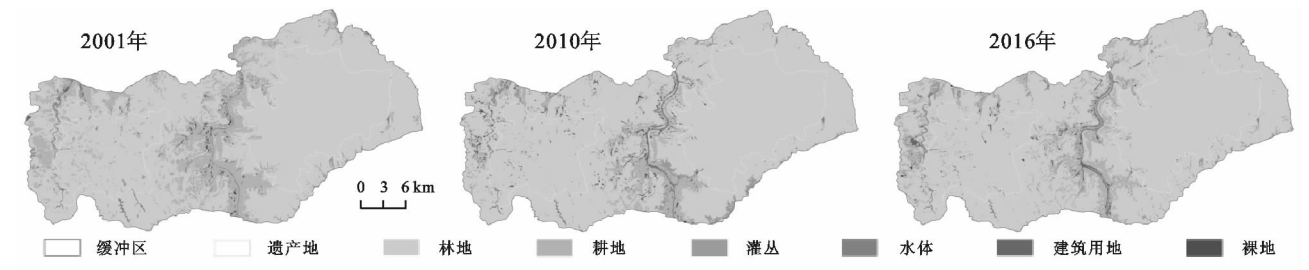 2001年
2010年
2016年
0 3 6 km
缓冲区 遗产地 林地 耕地 灌丛 水体 建筑用地 裸地